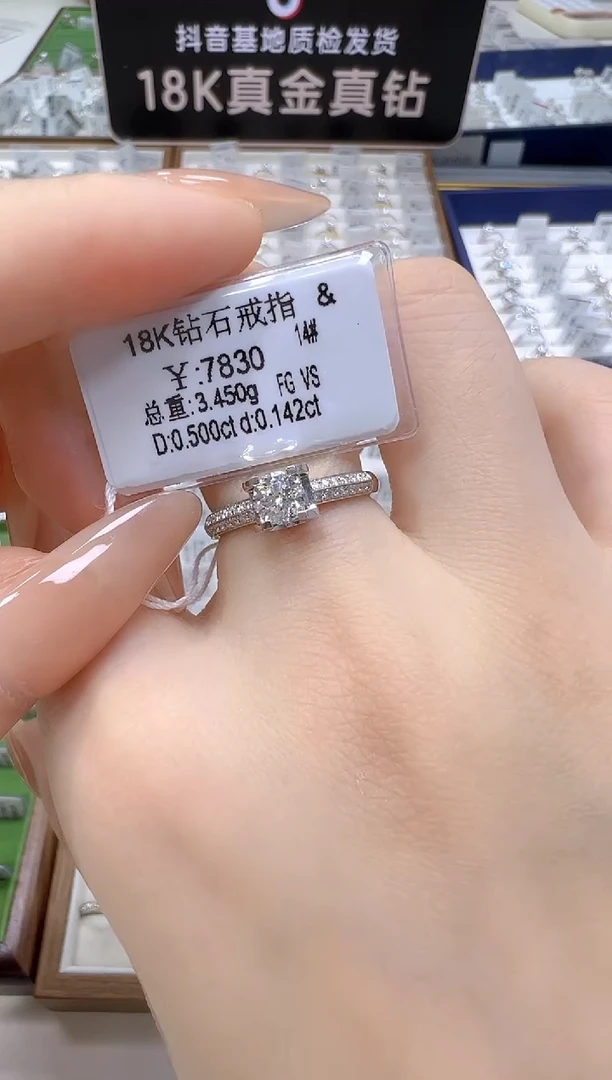 抖音基地质检发货
18K真金真钻
18K钻石戒指 &
14#
￥:7830
总重:3.450g FG VS
D:0.500ct d:0.142ct